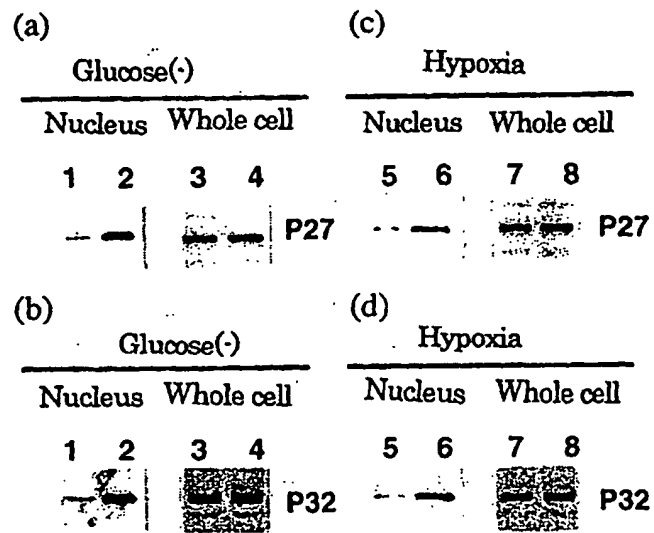 (a)
Glucose(-)
Nucleus Whole cell
1 2 3 4
P27
(c)
Hypoxia
Nucleus Whole cell
5 6 7 8
P27
(b)
Glucose(-)
Nucleus Whole cell
1 2 3 4
P32
(d)
Hypoxia
Nucleus Whole cell
5 6 7 8
P32